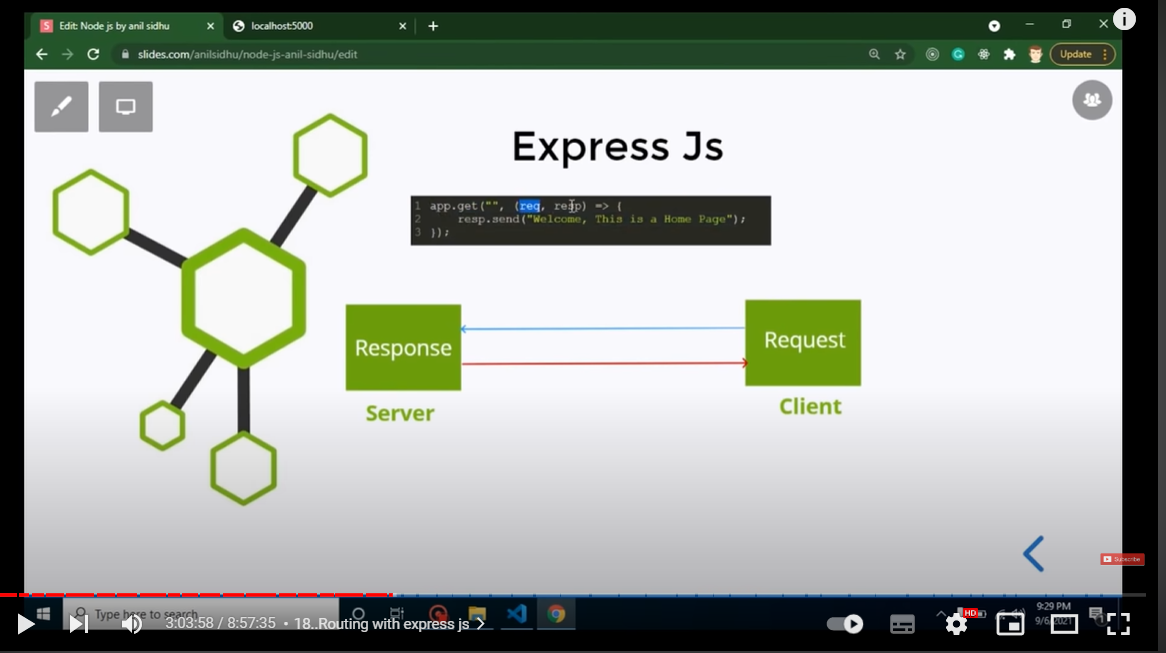 Edit: Node js by anil sidhu
localhost:5000
slides.com/anilsidhu/node-js-anil-sidhu/edit
Update
Express Js
1 app.get("", (req, resp) => {
2 resp.send("Welcome, This is a Home Page");
3 });
Response
Request
Server
Client
Subscribe
Type here to search
9:29 PM
3:03:58 / 8:57:35 • 18..Routing with express js
HD
9/6/2021